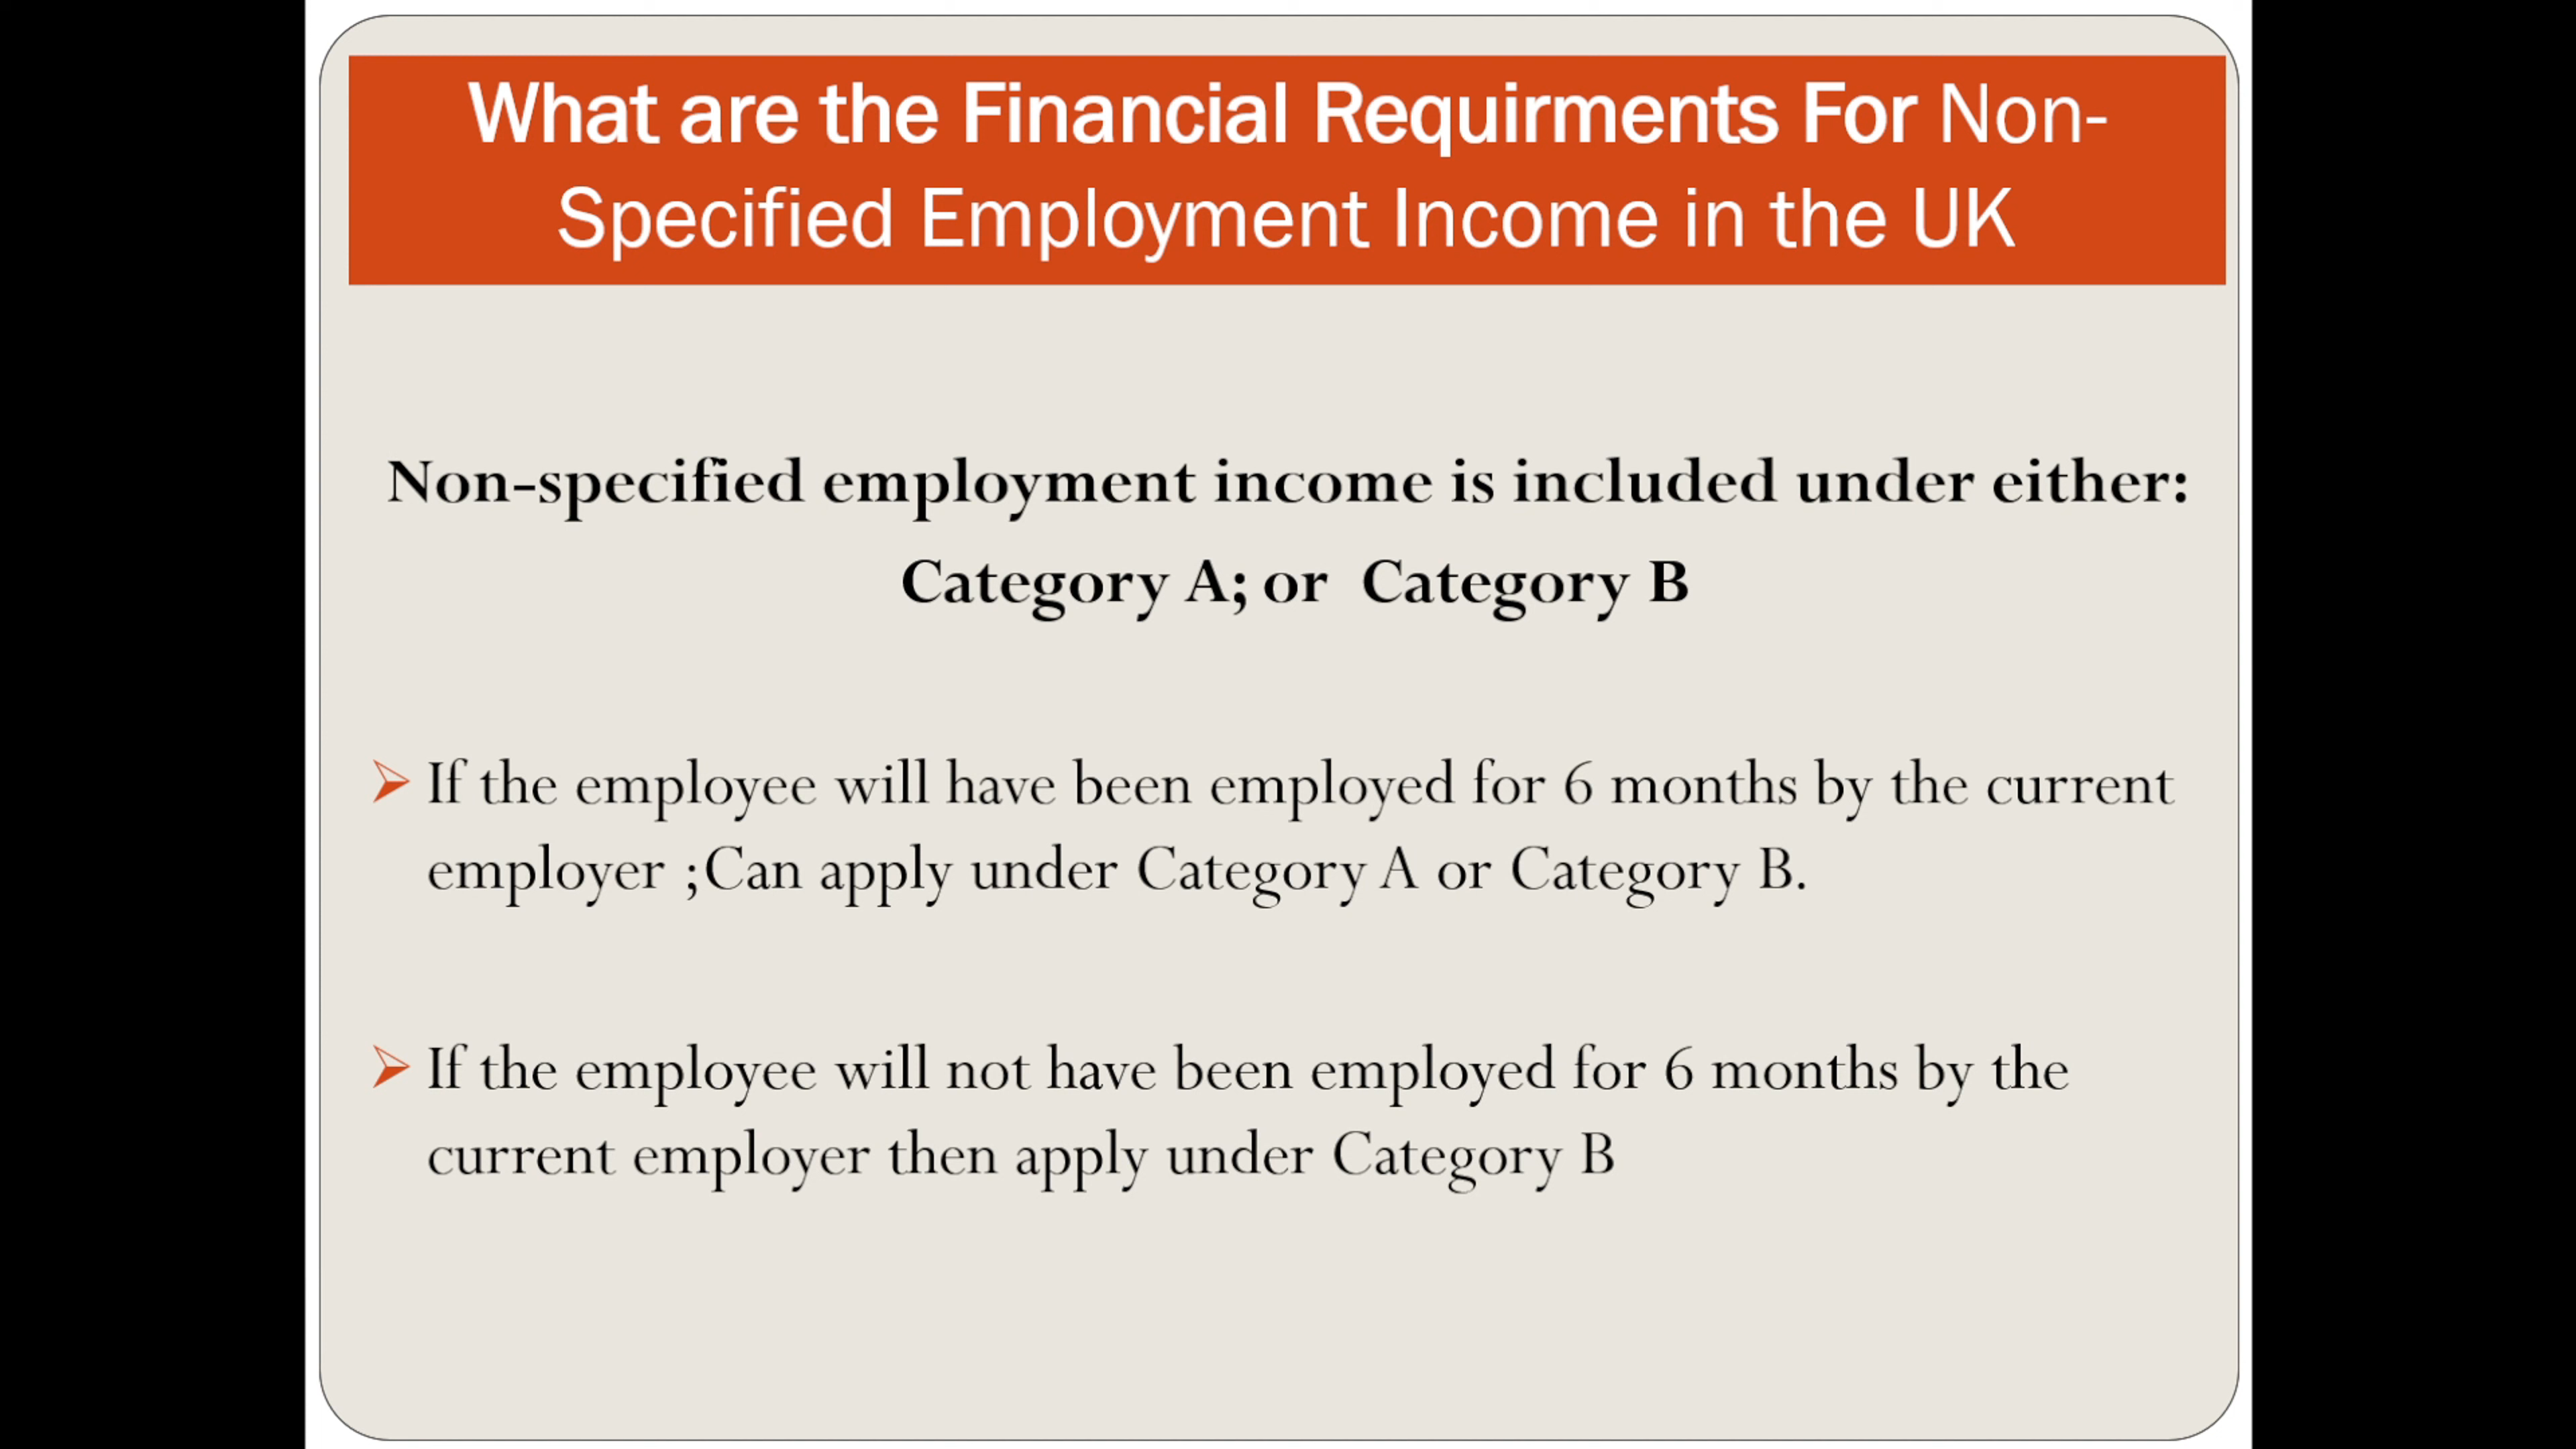 What are the Financial Requirments For Non-
Specified Employment Income in the UK
Non-specified employment income is included under either:
Category A; or  Category B
If the employee will have been employed for 6 months by the current
employer ;Can apply under Category A or Category B.
If the employee will not have been employed for 6 months by the
current employer then apply under Category B